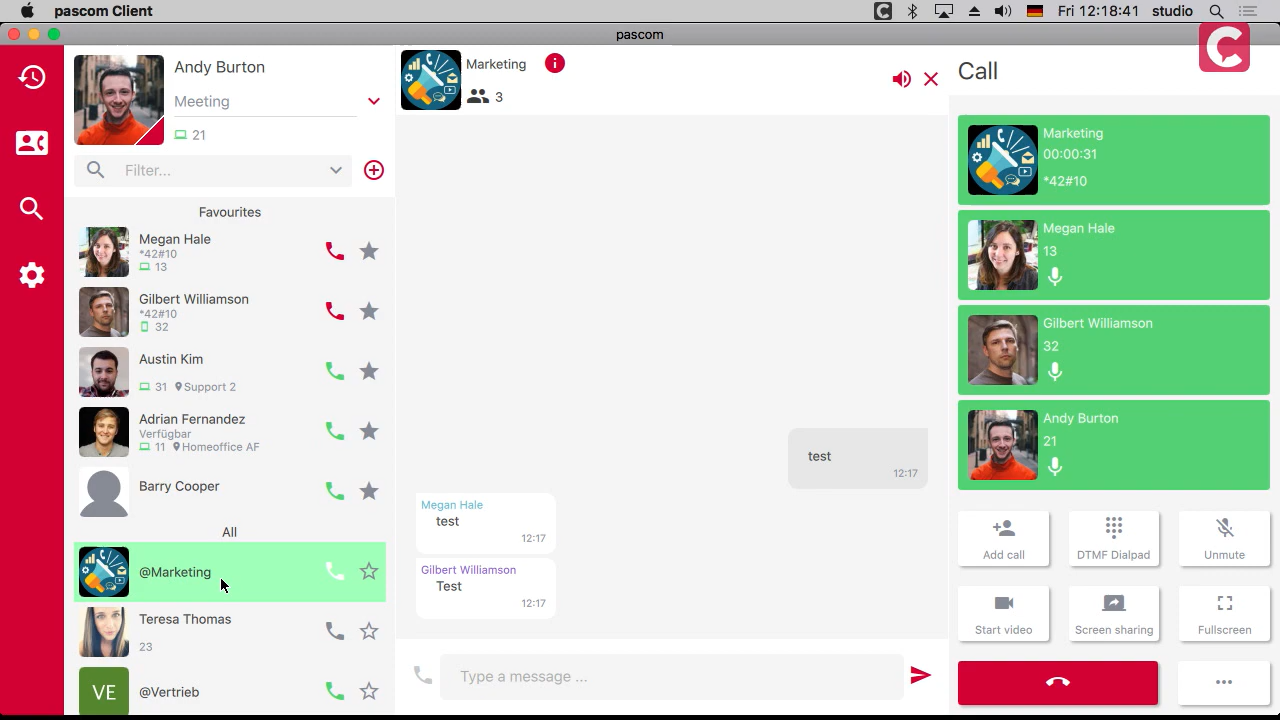 pascom Client
Fri 12:18:41 studio
pascom
Andy Burton
Meeting
21
Filter...
Favourites
Megan Hale
*42#10
13
Gilbert Williamson
*42#10
32
Austin Kim
31 Support 2
Adrian Fernandez
Verfügbar
11 Homeoffice AF
Barry Cooper
All
@Marketing
Teresa Thomas
23
VE @Vertrieb
Marketing
3
test
12:17
Megan Hale
test
12:17
Gilbert Williamson
Test
12:17
Type a message ...
Call
Marketing
00:00:31
*42#10
Megan Hale
13
Gilbert Williamson
32
Andy Burton
21
Add call
DTMF Dialpad
Unmute
Start video
Screen sharing
Fullscreen